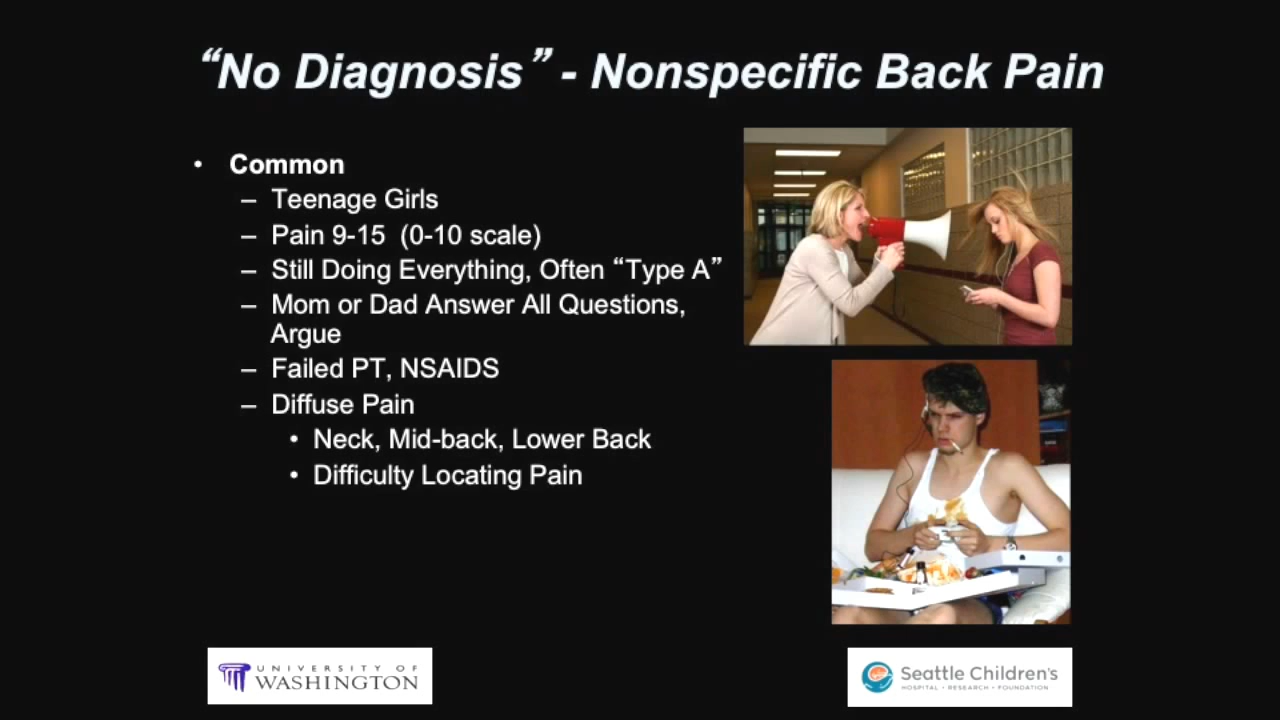 “No Diagnosis” - Nonspecific Back Pain
• Common
– Teenage Girls
– Pain 9-15 (0-10 scale)
– Still Doing Everything, Often “Type A”
– Mom or Dad Answer All Questions,
Argue
– Failed PT, NSAIDS
– Diffuse Pain
• Neck, Mid-back, Lower Back
• Difficulty Locating Pain
UNIVERSITY OF
WASHINGTON
Seattle Children's
HOSPITAL • RESEARCH • FOUNDATION